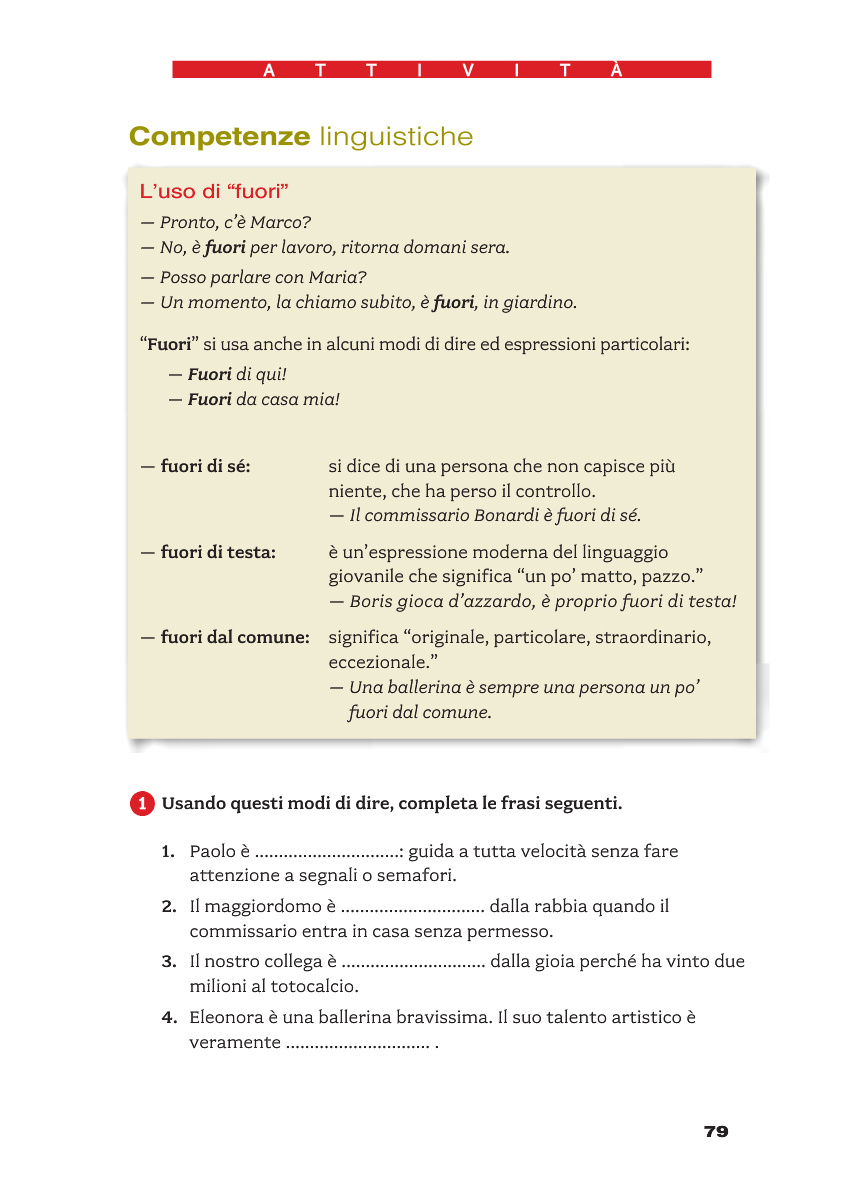 ATTIVITÀ
Competenze linguistiche
L’uso di “fuori”
— Pronto, c’è Marco?
— No, è fuori per lavoro, ritorna domani sera.
— Posso parlare con Maria?
— Un momento, la chiamo subito, è fuori, in giardino.
“Fuori” si usa anche in alcuni modi di dire ed espressioni particolari:
— Fuori di qui!
— Fuori da casa mia!
— fuori di sé: si dice di una persona che non capisce più
niente, che ha perso il controllo.
— Il commissario Bonardi è fuori di sé.
— fuori di testa: è un’espressione moderna del linguaggio
giovanile che significa “un po’ matto, pazzo.”
— Boris gioca d’azzardo, è proprio fuori di testa!
— fuori dal comune: significa “originale, particolare, straordinario,
eccezionale.”
— Una ballerina è sempre una persona un po’
fuori dal comune.
1 Usando questi modi di dire, completa le frasi seguenti.
1. Paolo è ..............................: guida a tutta velocità senza fare
attenzione a segnali o semafori.
2. Il maggiordomo è .............................. dalla rabbia quando il
commissario entra in casa senza permesso.
3. Il nostro collega è .............................. dalla gioia perché ha vinto due
milioni al totocalcio.
4. Eleonora è una ballerina bravissima. Il suo talento artistico è
veramente .............................. .
79